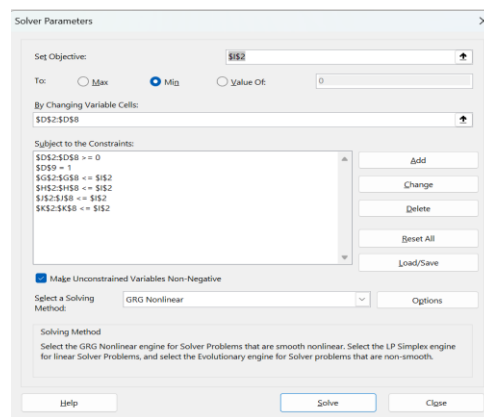 Solver Parameters
Set Objective: $I$2
To: Max Min Value Of: 0
By Changing Variable Cells:
$D$2:$D$8
Subject to the Constraints:
$D$2:$D$8 >= 0
$D$9 = 1
$G$2:$G$8 <= $I$2
$H$2:$H$8 <= $I$2
$J$2:$J$8 <= $I$2
$K$2:$K$8 <= $I$2
Add
Change
Delete
Reset All
Load/Save
Make Unconstrained Variables Non-Negative
Select a Solving Method: GRG Nonlinear Options
Solving Method
Select the GRG Nonlinear engine for Solver Problems that are smooth nonlinear. Select the LP Simplex engine
for linear Solver Problems, and select the Evolutionary engine for Solver problems that are non-smooth.
Help Solve Close